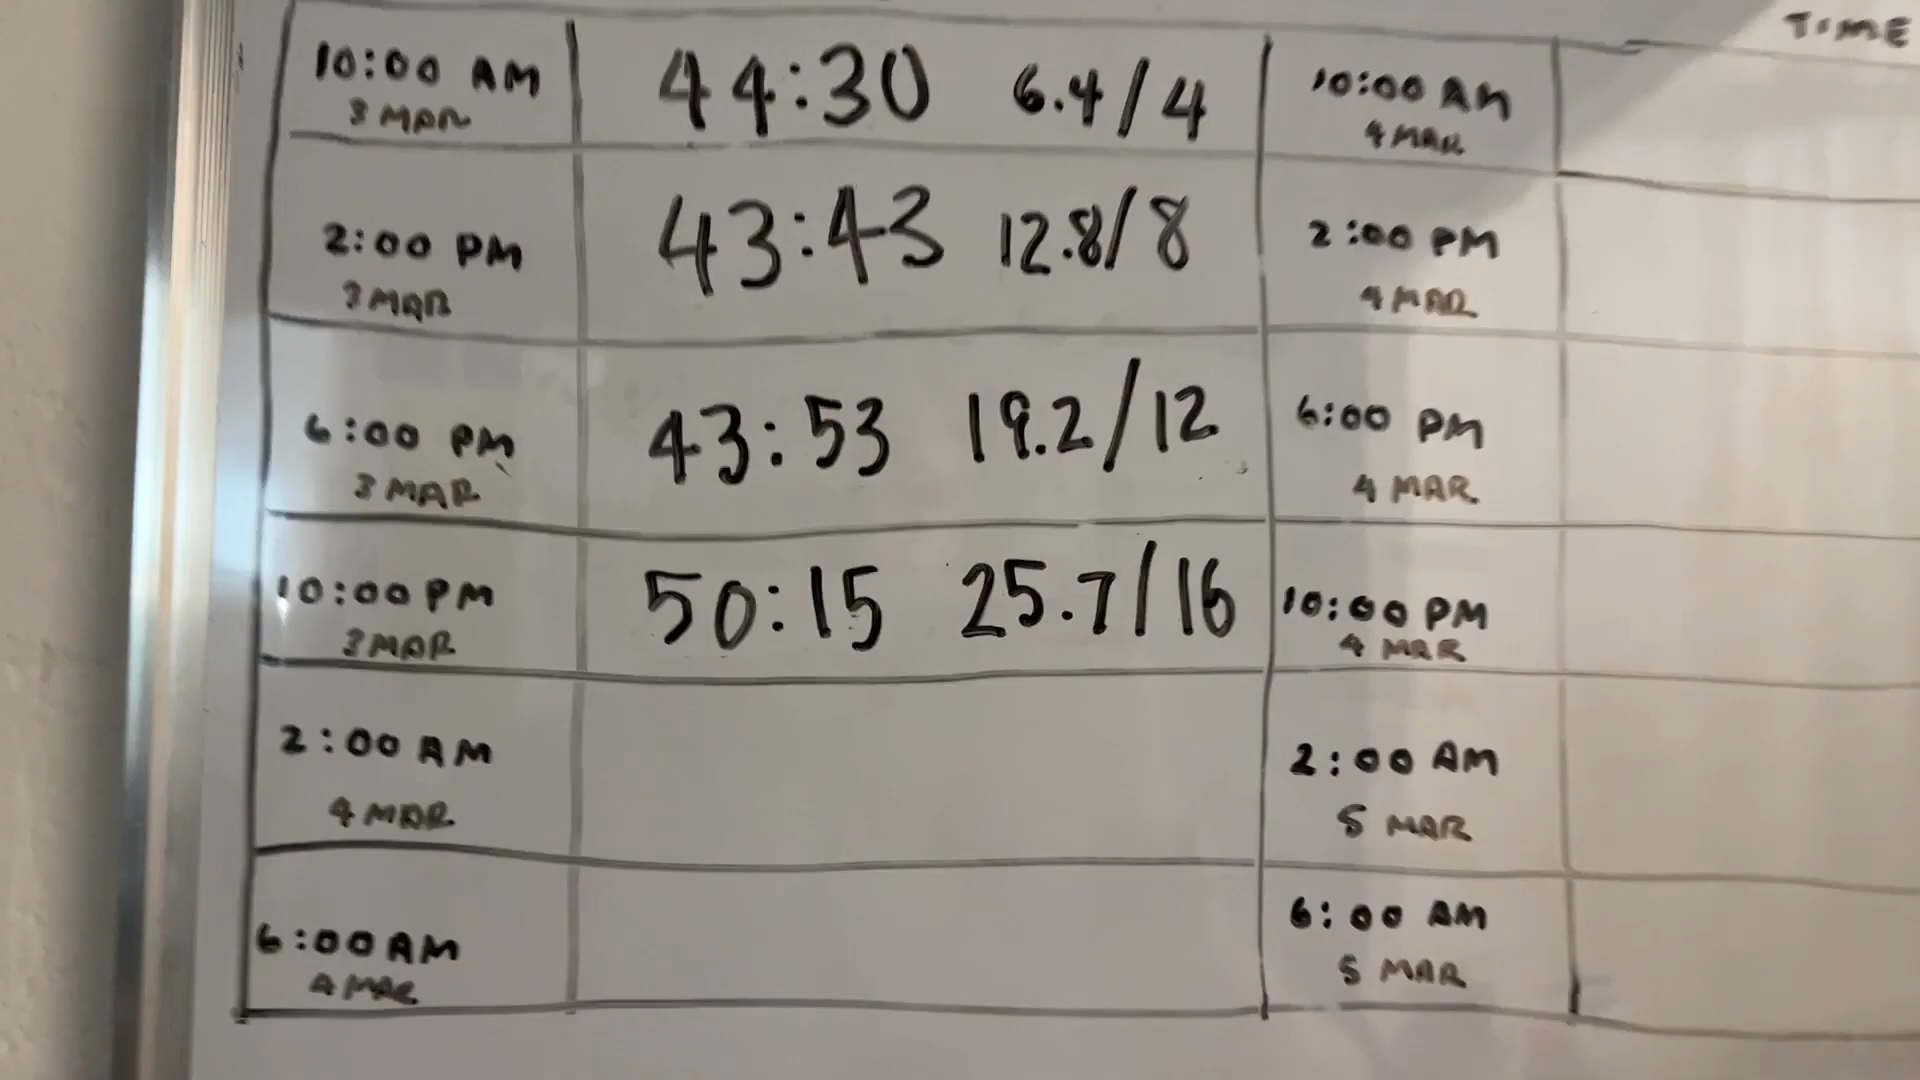 TIME
10:00 AM 44:30 6.4/4 10:00 AM
3 MAR 4 MAR
2:00 PM 43:43 12.8/8 2:00 PM
3 MAR 4 MAR
6:00 PM 43:53 19.2/12 6:00 PM
3 MAR 4 MAR
10:00 PM 50:15 25.7/16 10:00 PM
3 MAR 4 MAR
2:00 AM 2:00 AM
4 MAR 5 MAR
6:00 AM 6:00 AM
4 MAR 5 MAR